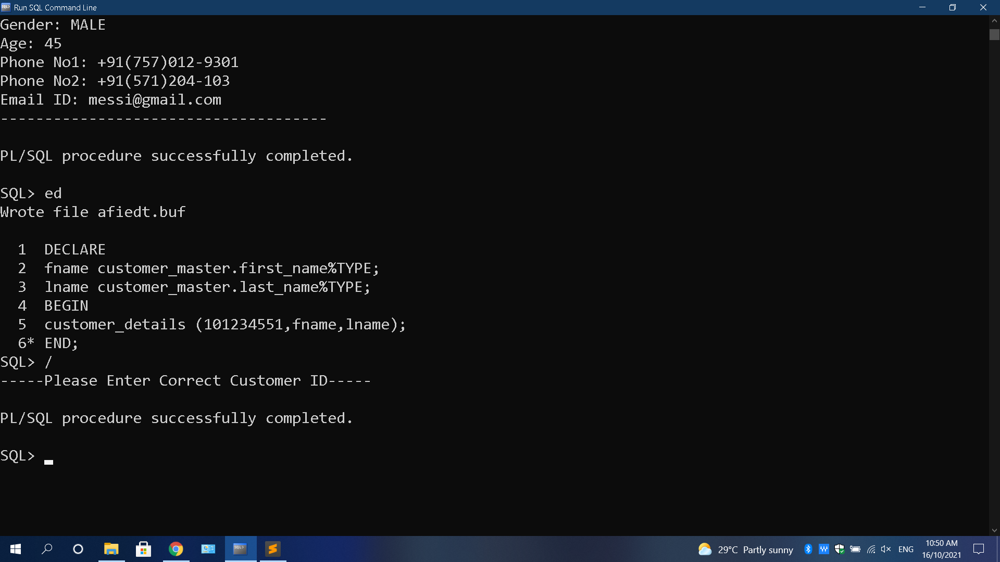 Run SQL Command Line
Gender: MALE
Age: 45
Phone No1: +91(757)012-9301
Phone No2: +91(571)204-103
Email ID: messi@gmail.com
-------------------------------------
PL/SQL procedure successfully completed.
SQL> ed
Wrote file afiedt.buf
1 DECLARE
2 fname customer_master.first_name%TYPE;
3 lname customer_master.last_name%TYPE;
4 BEGIN
5 customer_details (101234551,fname,lname);
6* END;
SQL> /
-----Please Enter Correct Customer ID-----
PL/SQL procedure successfully completed.
SQL>
29°C Partly sunny
ENG
10:50 AM
16/10/2021